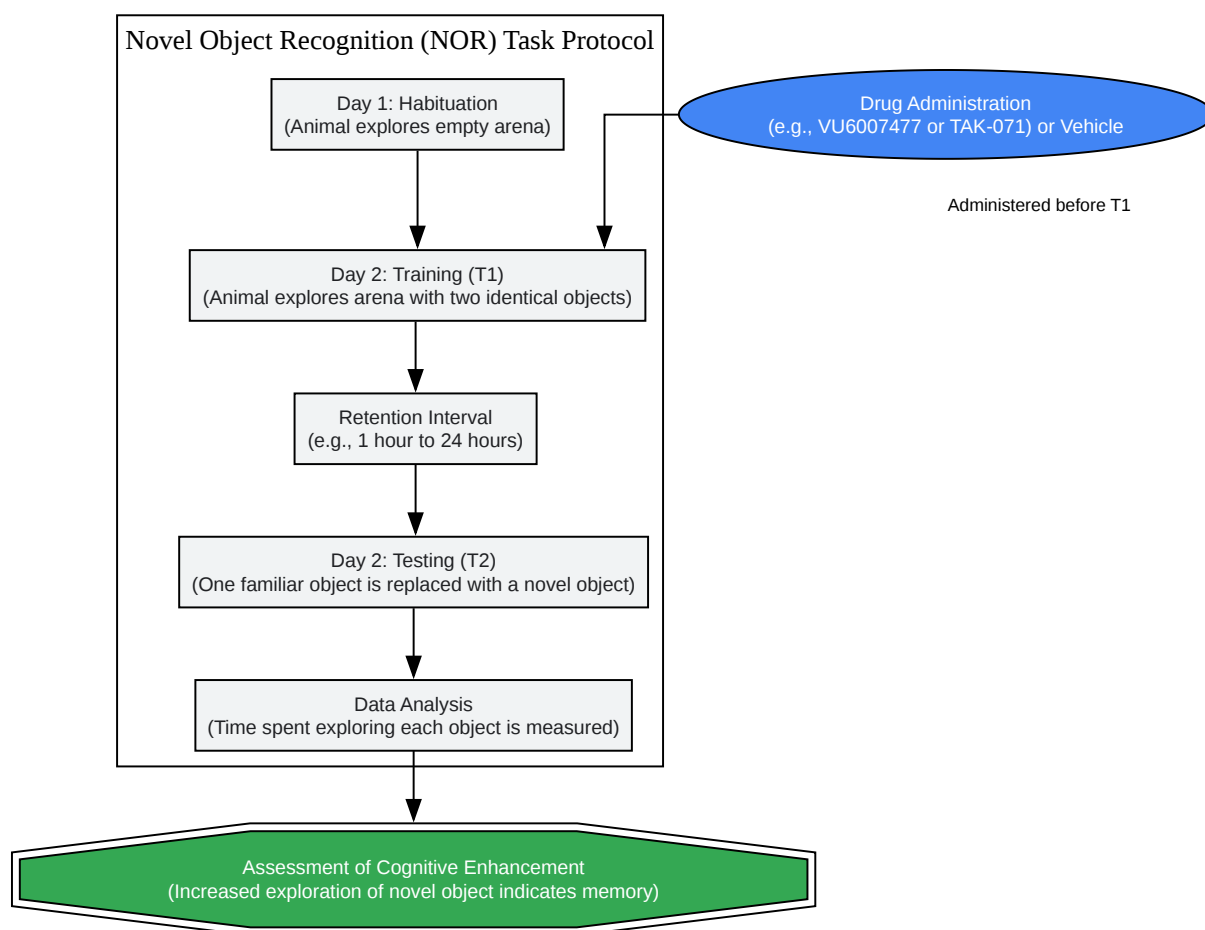 Novel Object Recognition (NOR) Task Protocol
Day 1: Habituation
(Animal explores empty arena)
Drug Administration
(e.g., VU6007477 or TAK-071) or Vehicle
Administered before T1
Day 2: Training (T1)
(Animal explores arena with two identical objects)
Retention Interval
(e.g., 1 hour to 24 hours)
Day 2: Testing (T2)
(One familiar object is replaced with a novel object)
Data Analysis
(Time spent exploring each object is measured)
Assessment of Cognitive Enhancement
(Increased exploration of novel object indicates memory)